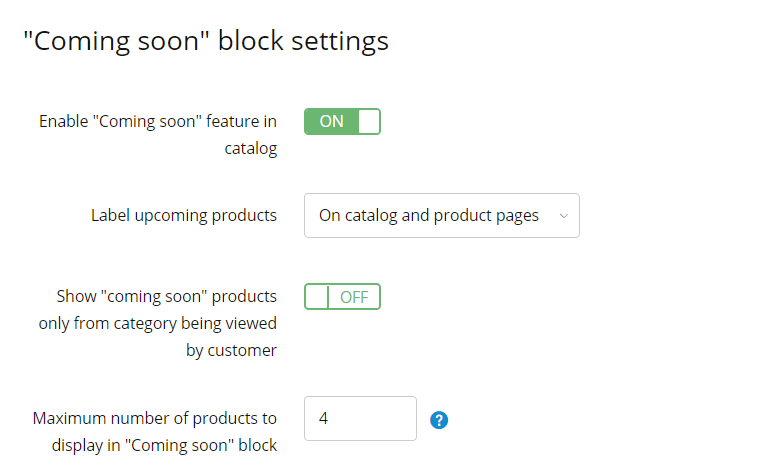 "Coming soon" block settings
Enable "Coming soon" feature in
catalog
ON
Label upcoming products
On catalog and product pages
Show "coming soon" products
only from category being viewed
by customer
OFF
Maximum number of products to
display in "Coming soon" block
4
?